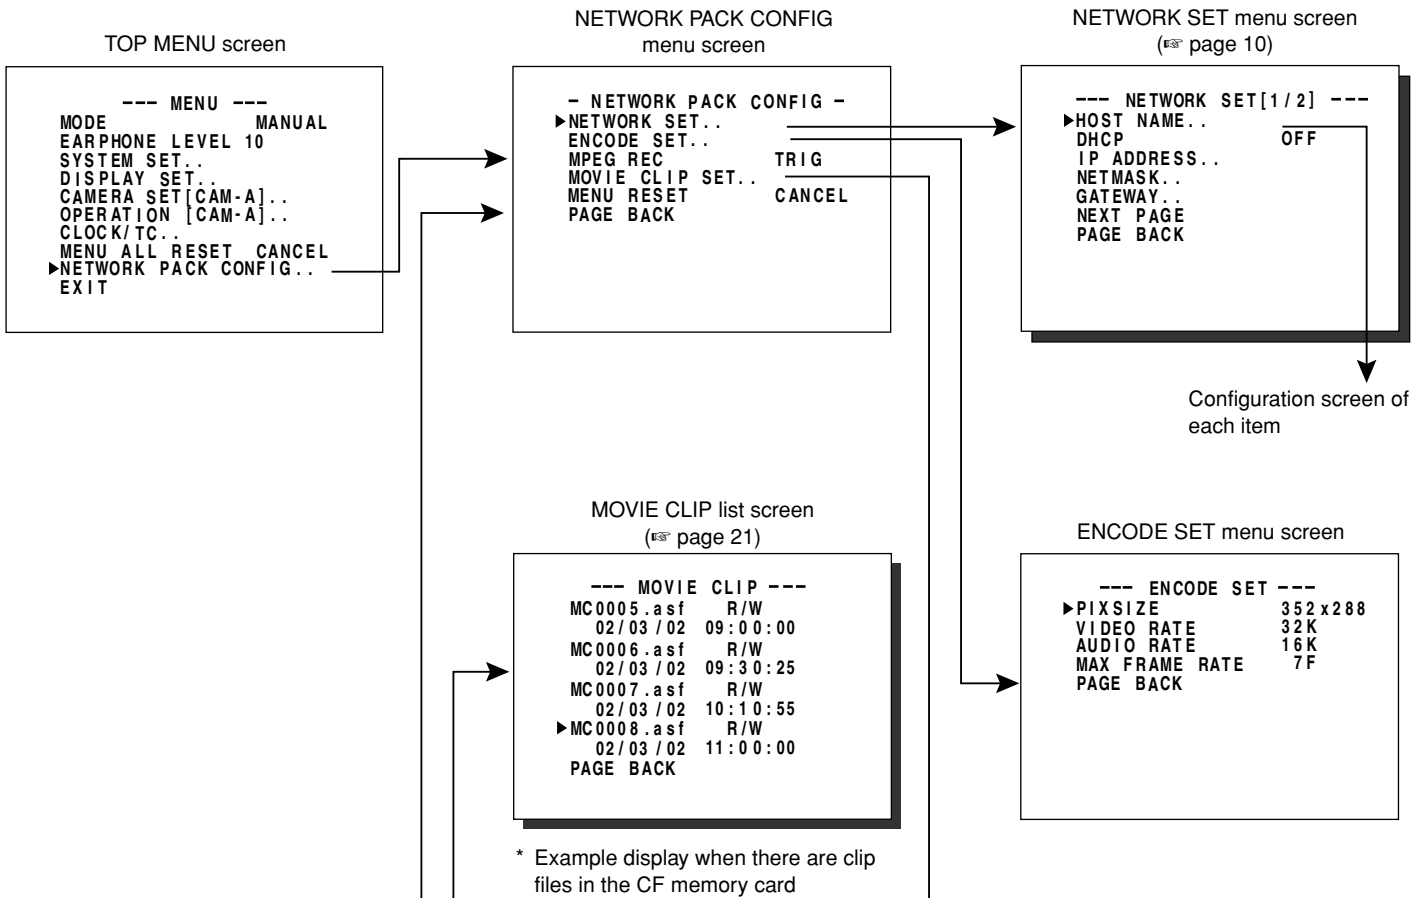 TOP MENU screen
--- MENU ---
MODE MANUAL
EARPHONE LEVEL 10
SYSTEM SET..
DISPLAY SET..
CAMERA SET[CAM-A]..
OPERATION [CAM-A]..
CLOCK/TC..
MENU ALL RESET CANCEL
▶NETWORK PACK CONFIG..
EXIT
NETWORK PACK CONFIG
menu screen
– NETWORK PACK CONFIG –
▶NETWORK SET..
ENCODE SET..
MPEG REC TRIG
MOVIE CLIP SET..
MENU RESET CANCEL
PAGE BACK
NETWORK SET menu screen
(☞ page 10)
--- NETWORK SET[1/2] ---
▶HOST NAME..
DHCP OFF
IP ADDRESS..
NETMASK..
GATEWAY..
NEXT PAGE
PAGE BACK
Configuration screen of
each item
MOVIE CLIP list screen
(☞ page 21)
--- MOVIE CLIP ---
MC0005.asf R/W
02/03/02 09:00:00
MC0006.asf R/W
02/03/02 09:30:25
MC0007.asf R/W
02/03/02 10:10:55
▶MC0008.asf R/W
02/03/02 11:00:00
PAGE BACK
* Example display when there are clip
files in the CF memory card
ENCODE SET menu screen
--- ENCODE SET ---
▶PIXSIZE 352x288
VIDEO RATE 32K
AUDIO RATE 16K
MAX FRAME RATE 7F
PAGE BACK